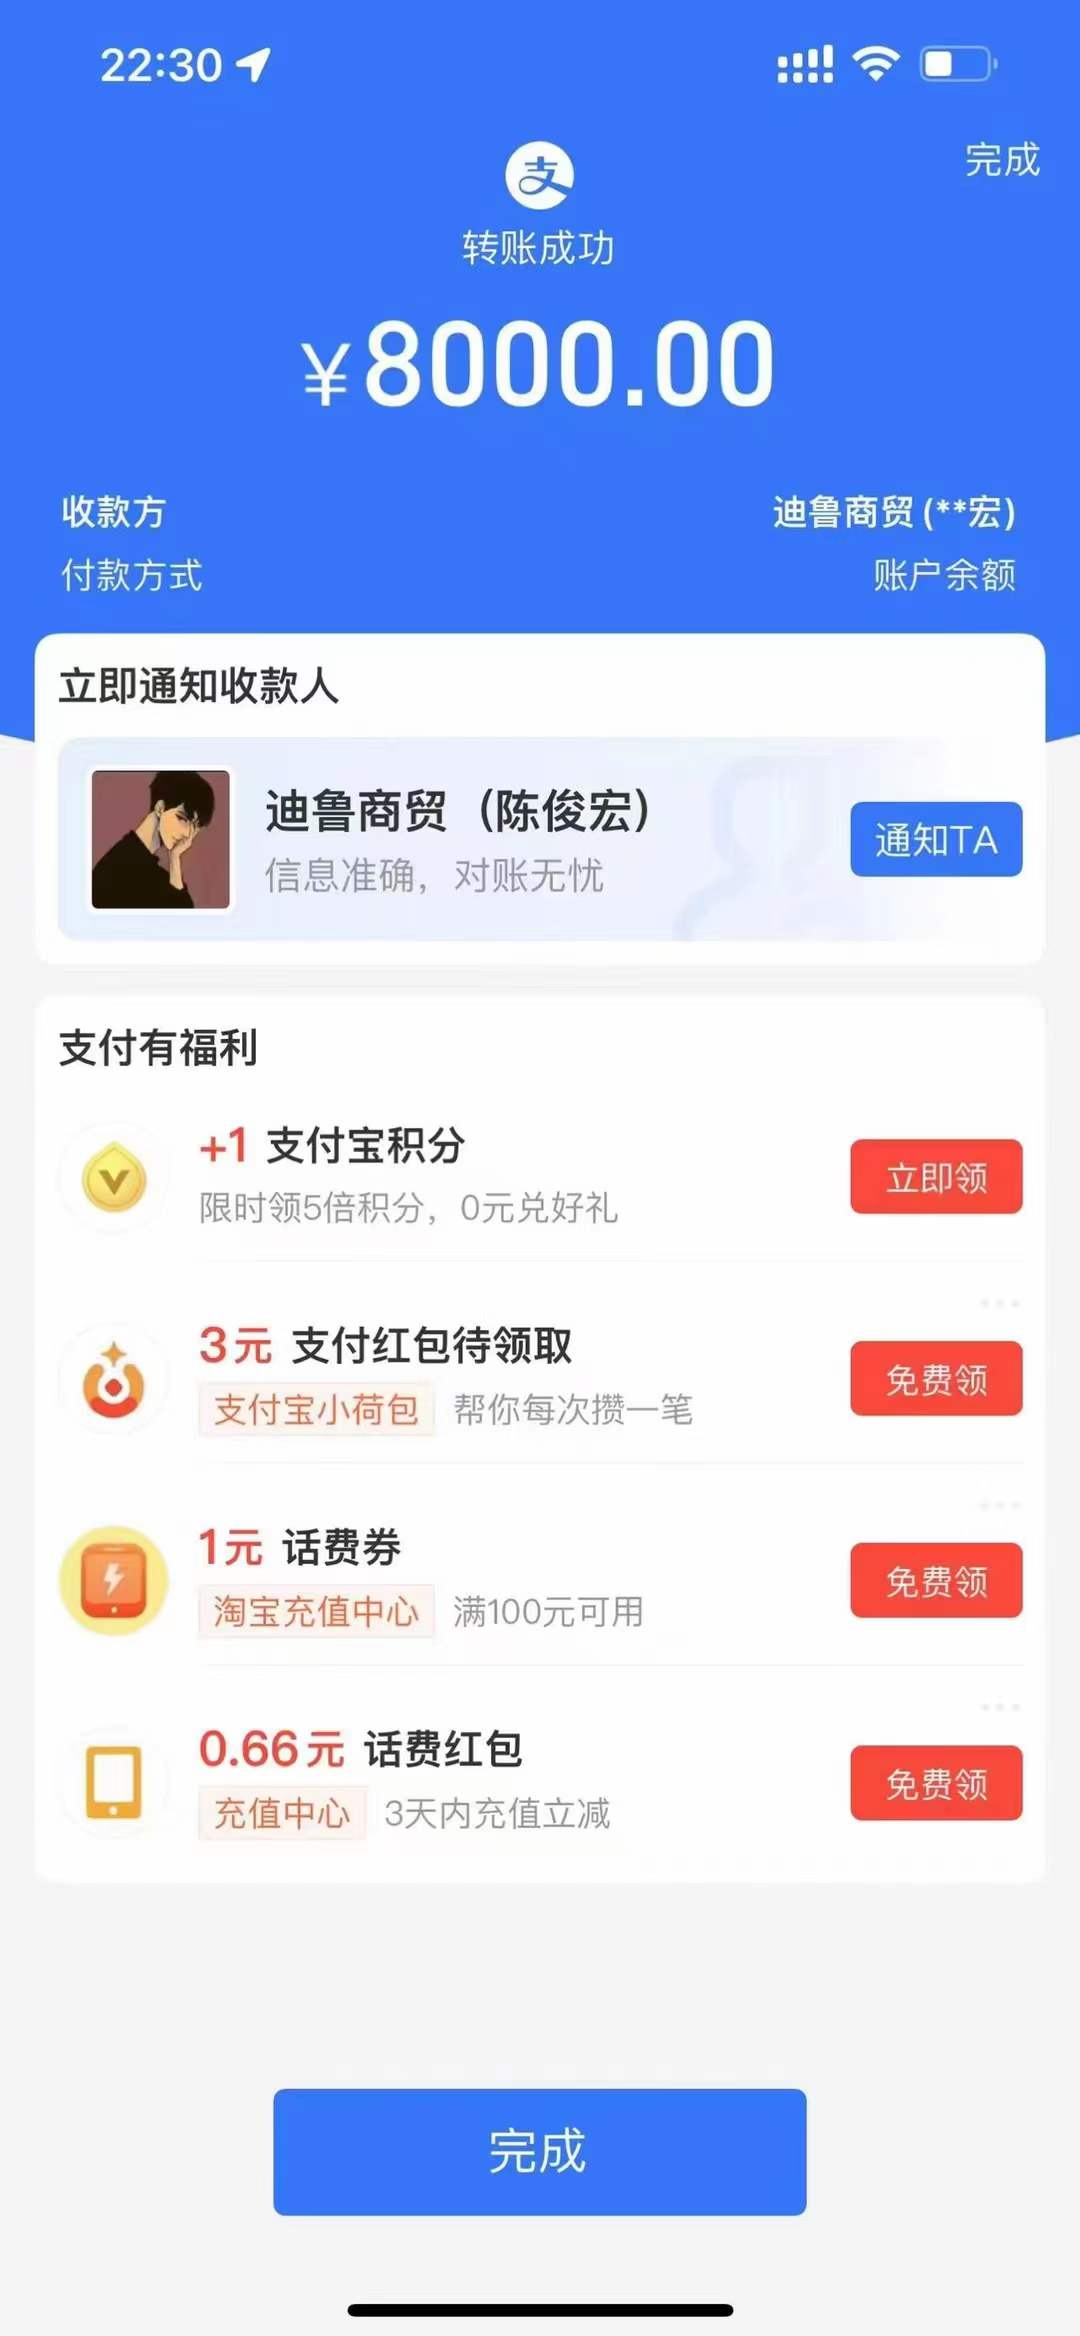 22:30
完成
支
转账成功
¥8000.00
收款方 迪鲁商贸(**宏)
付款方式 账户余额
立即通知收款人
迪鲁商贸（陈俊宏）
信息准确，对账无忧
通知TA
支付有福利
+1 支付宝积分
限时领5倍积分，0元兑好礼
立即领
3元 支付红包待领取
支付宝小荷包 帮你每次攒一笔
免费领
1元 话费券
淘宝充值中心 满100元可用
免费领
0.66元 话费红包
充值中心 3天内充值立减
免费领
完成